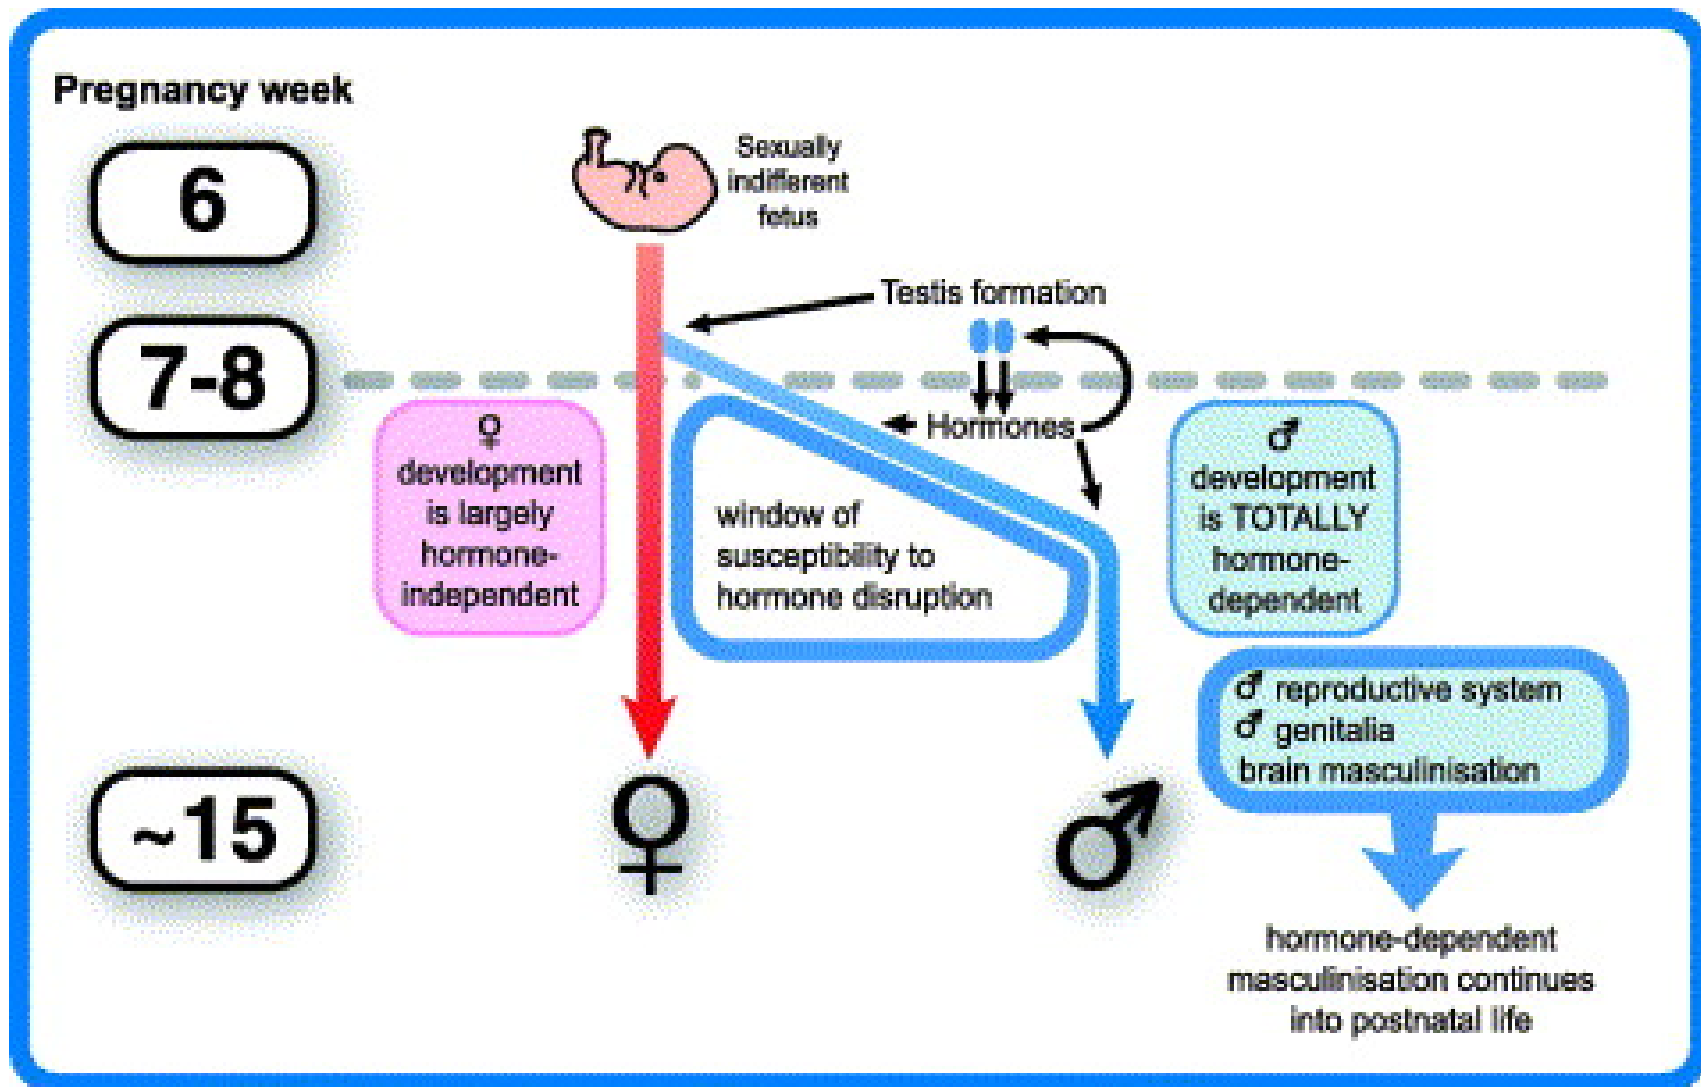 Pregnancy week
6
Sexually
indifferent
fetus
Testis formation
7-8
Hormones
♀
development
is largely
hormone-
independent
window of
susceptibility to
hormone disruption
♂
development
is TOTALLY
hormone-
dependent
♂ reproductive system
♂ genitalia
brain masculinisation
~15
♀
♂
hormone-dependent
masculinisation continues
into postnatal life